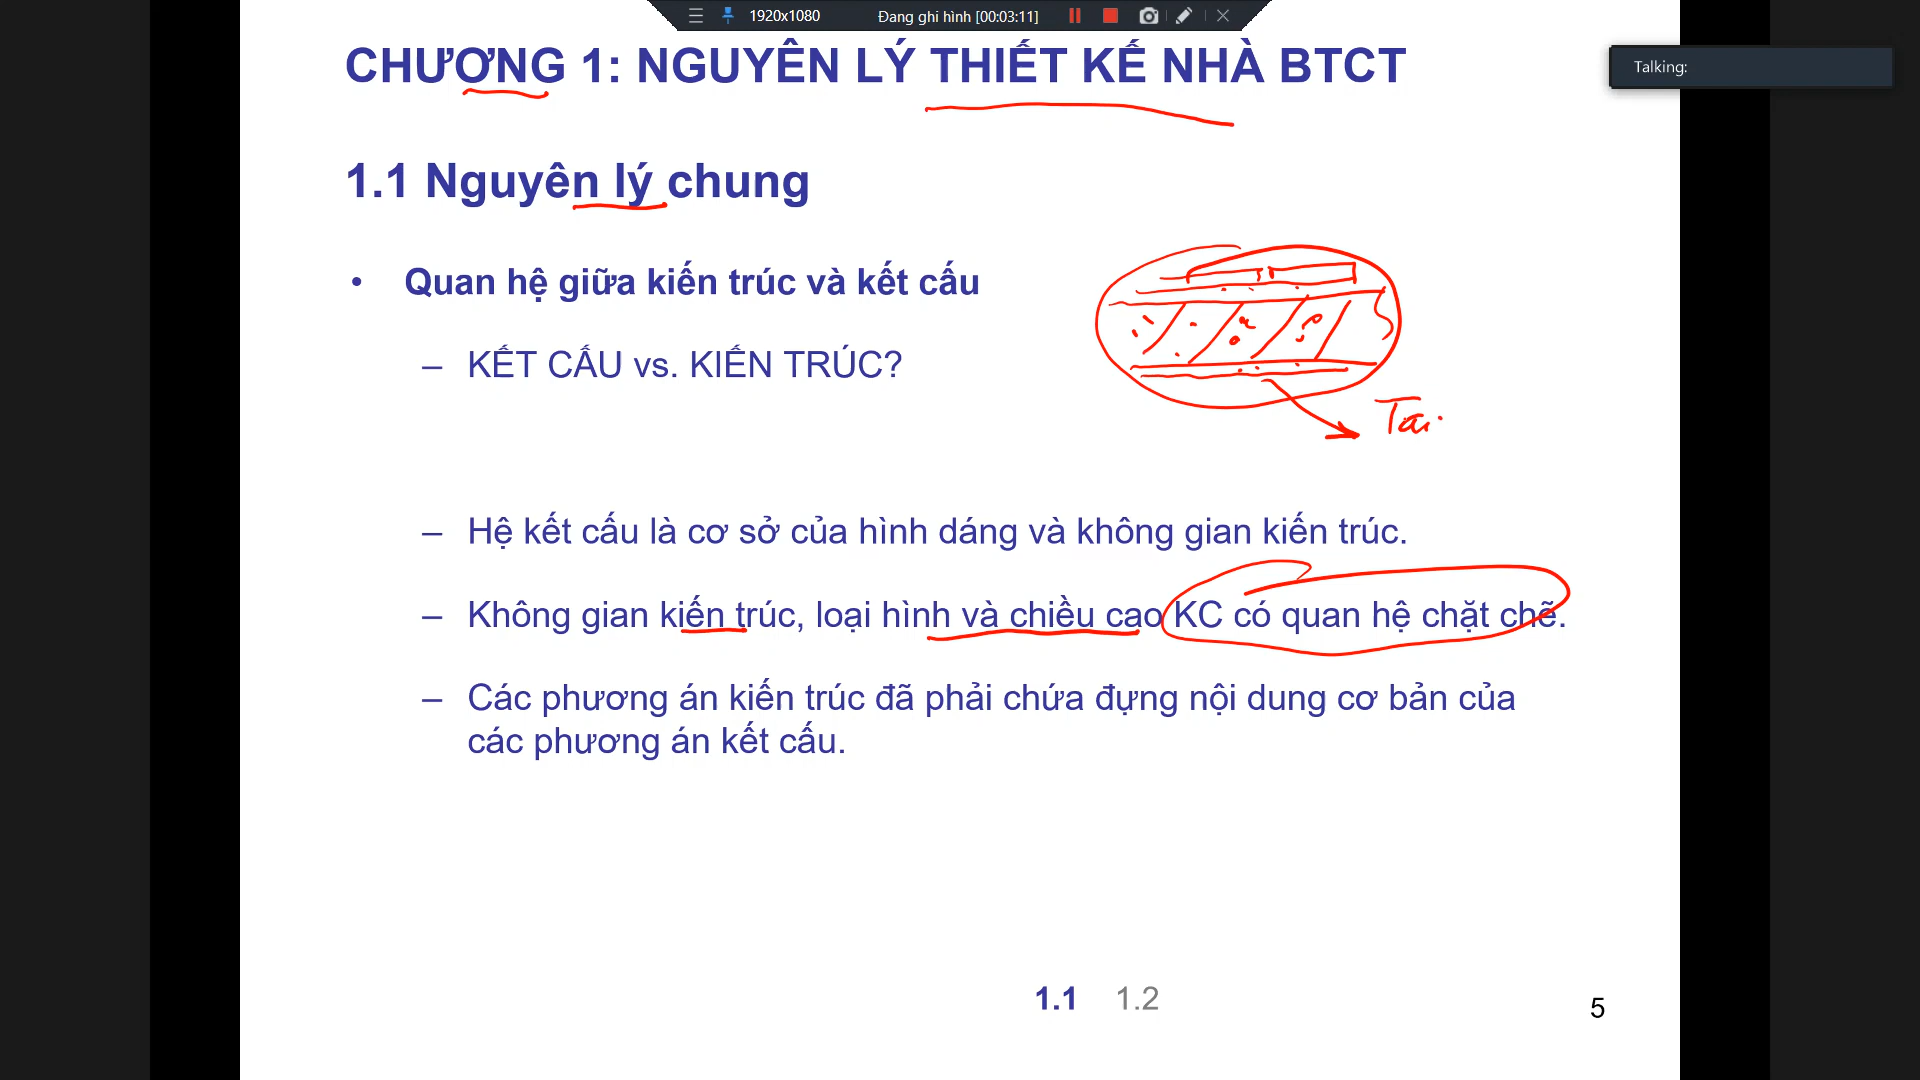 1920x1080 Đang ghi hình [00:03:11]
Talking:
CHƯƠNG 1: NGUYÊN LÝ THIẾT KẾ NHÀ BTCT
1.1 Nguyên lý chung
• Quan hệ giữa kiến trúc và kết cấu
– KẾT CẤU vs. KIẾN TRÚC?
– Hệ kết cấu là cơ sở của hình dáng và không gian kiến trúc.
– Không gian kiến trúc, loại hình và chiều cao KC có quan hệ chặt chẽ.
– Các phương án kiến trúc đã phải chứa đựng nội dung cơ bản của
các phương án kết cấu.
1.1 1.2
5